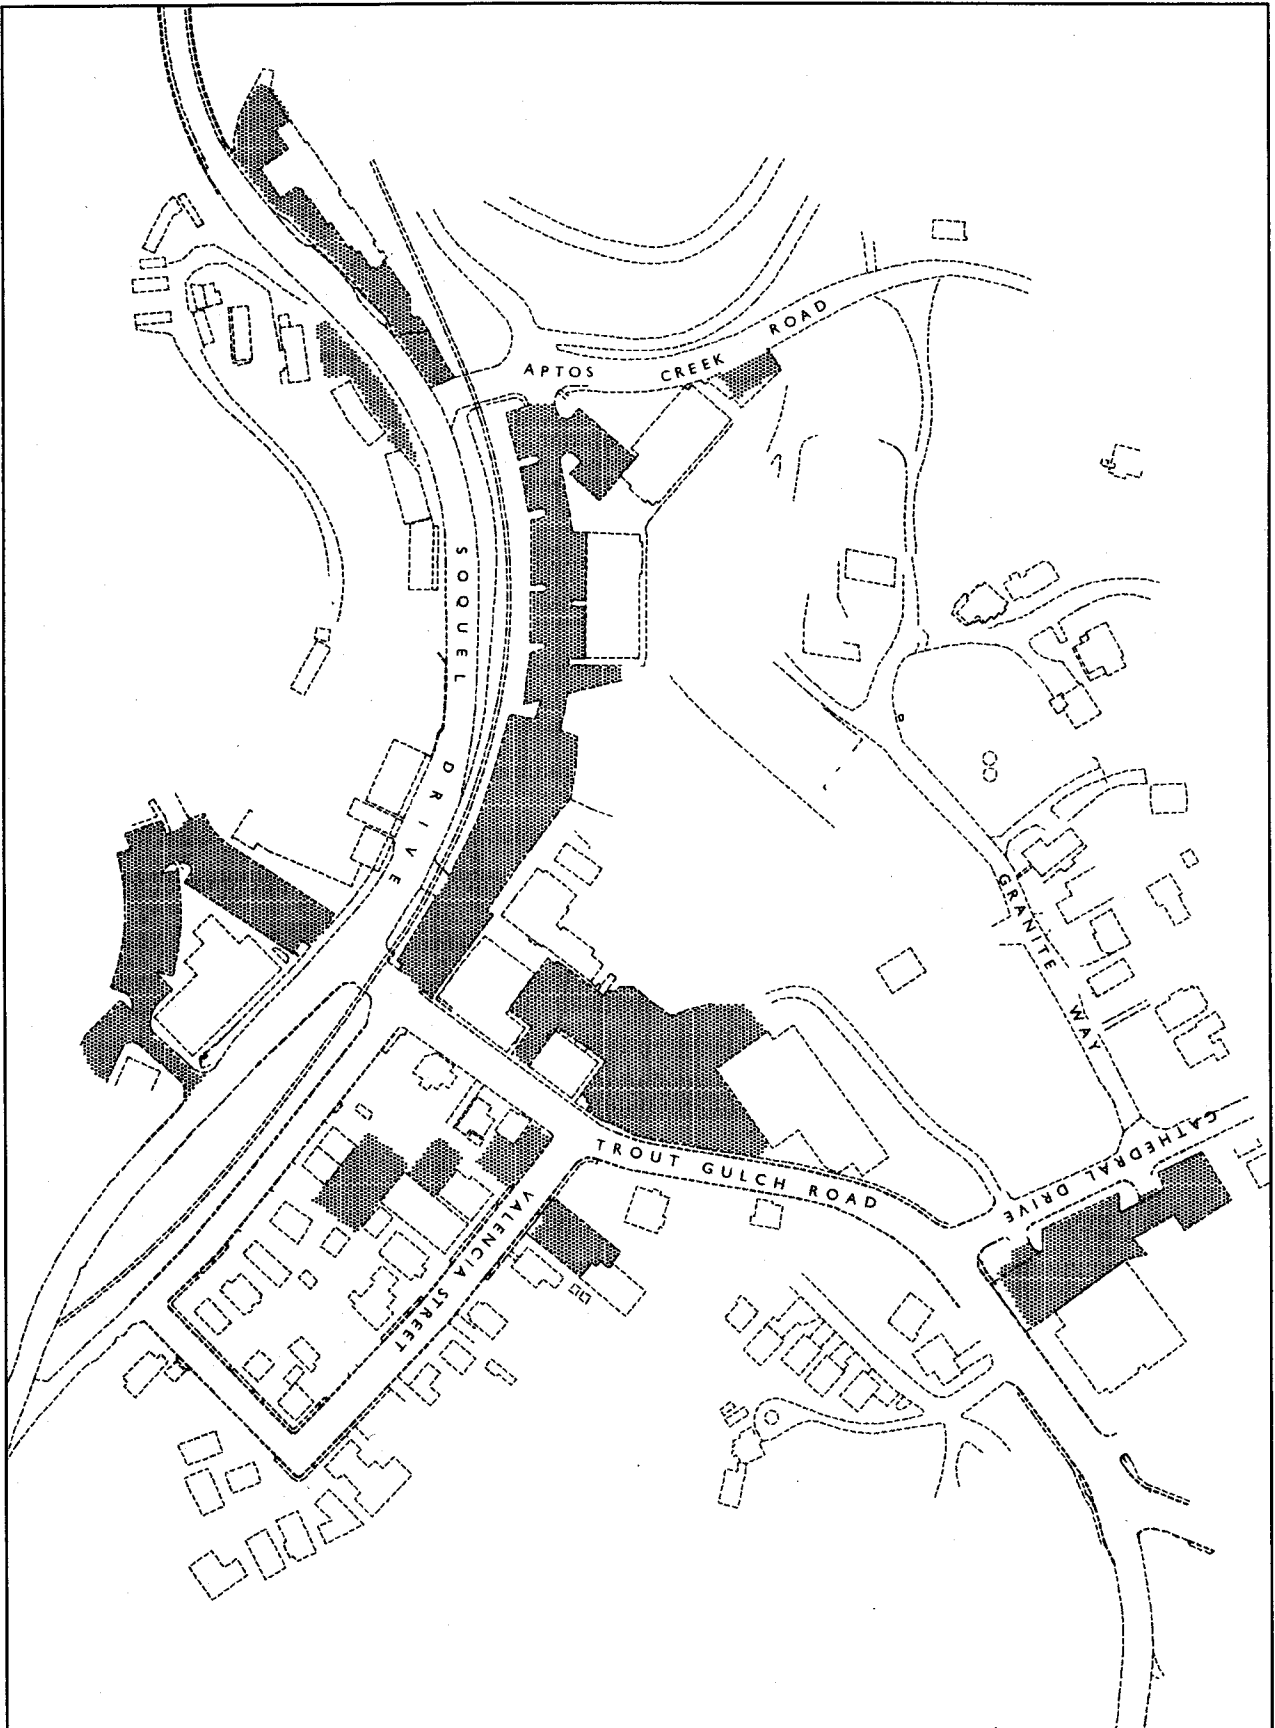 APTOS CREEK ROAD
SOQUEL DRIVE
GRANITE WAY
CATHEDRAL DRIVE
TROUT GULCH ROAD
VALENCIA STREET